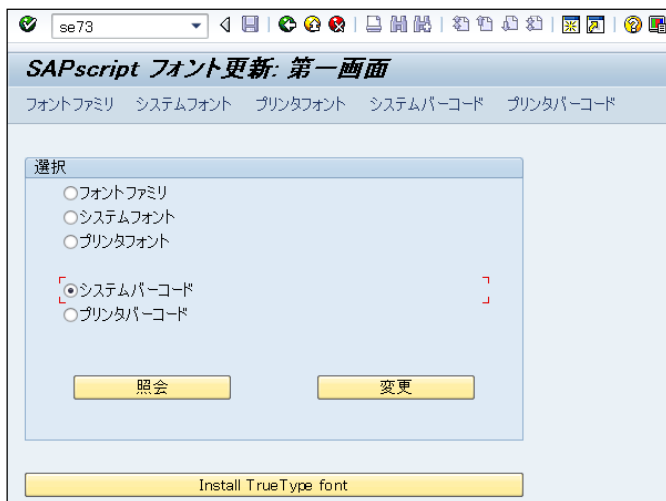 se73
SAPscript フォント更新: 第一画面
フォントファミリ システムフォント プリンタフォント システムバーコード プリンタバーコード
選択
フォントファミリ
システムフォント
プリンタフォント
システムバーコード
プリンタバーコード
照会 変更
Install TrueType font